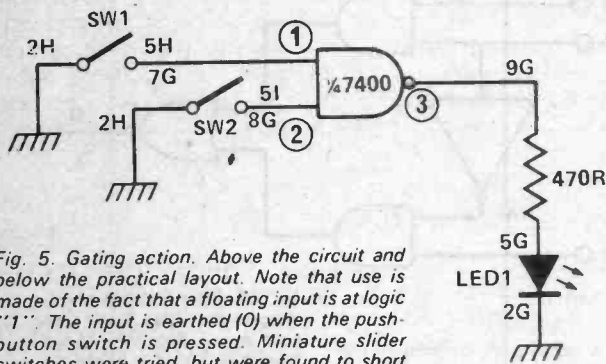 SW1
2H
5H
7G
1
¼7400
3
9G
2H
SW2
5I
8G
2
470R
5G
LED1
2G
Fig. 5. Gating action. Above the circuit and
below the practical layout. Note that use is
made of the fact that a floating input is at logic
"1". The input is earthed (0) when the push-
button switch is pressed. Miniature slider
switches were tried, but were found to short